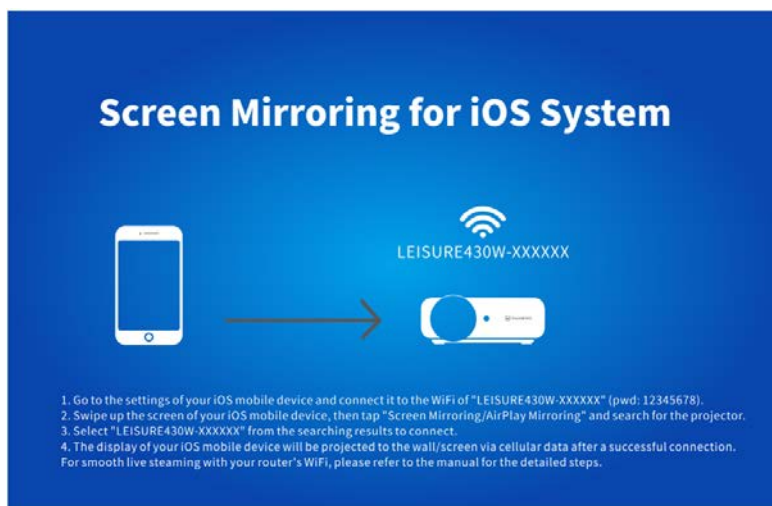 Screen Mirroring for iOS System
LEISURE430W-XXXXXX
1. Go to the settings of your iOS mobile device and connect it to the WiFi of "LEISURE430W-XXXXXX" (pwd: 12345678).
2. Swipe up the screen of your iOS mobile device, then tap "Screen Mirroring/AirPlay Mirroring" and search for the projector.
3. Select "LEISURE430W-XXXXXX" from the searching results to connect.
4. The display of your iOS mobile device will be projected to the wall/screen via cellular data after a successful connection.
For smooth live steaming with your router's WiFi, please refer to the manual for the detailed steps.